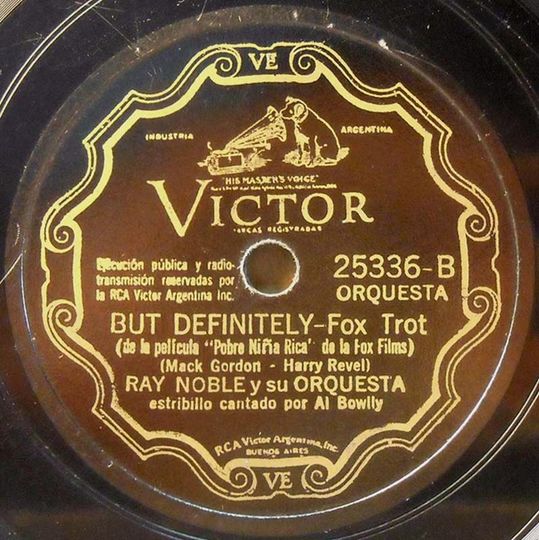 VE
INDUSTRIA ARGENTINA
"HIS MASTER'S VOICE"
VICTOR
MARCAS REGISTRADAS
Ejecución pública y radio-
transmisión reservadas por
la RCA Victor Argentina Inc.
25336-B
ORQUESTA
BUT DEFINITELY-Fox Trot
(de la película "Pobre Niña Rica" de la Fox Films)
(Mack Gordon - Harry Revel)
RAY NOBLE y su ORQUESTA
estribillo cantado por Al Bowlly
RCA Victor Argentina, Inc.
BUENOS AIRES
VE